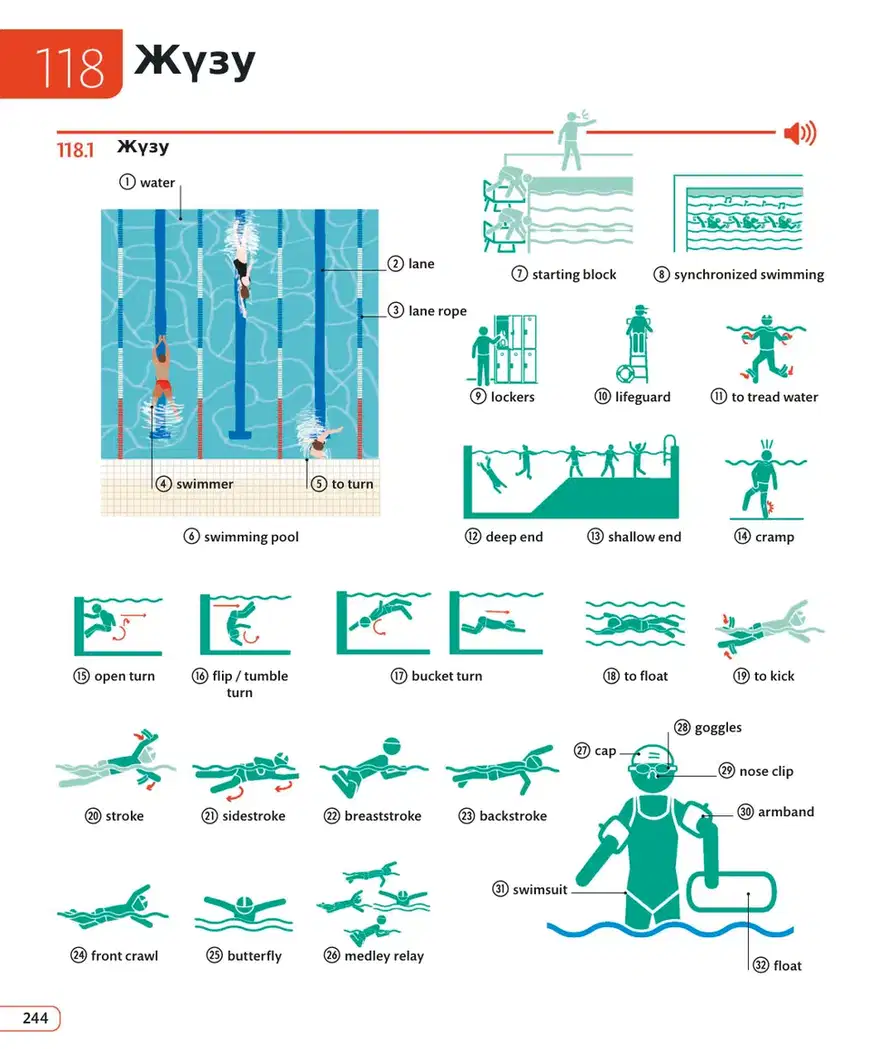 118 Жүзу
118.1 Жүзу
① water
② lane
③ lane rope
④ swimmer
⑤ to turn
⑥ swimming pool
⑦ starting block
⑧ synchronized swimming
⑨ lockers
⑩ lifeguard
⑪ to tread water
⑫ deep end
⑬ shallow end
⑭ cramp
⑮ open turn
⑯ flip / tumble
turn
⑰ bucket turn
⑱ to float
⑲ to kick
⑳ stroke
㉑ sidestroke
㉒ breaststroke
㉓ backstroke
㉔ front crawl
㉕ butterfly
㉖ medley relay
㉗ cap
㉘ goggles
㉙ nose clip
㉚ armband
㉛ swimsuit
㉜ float
244